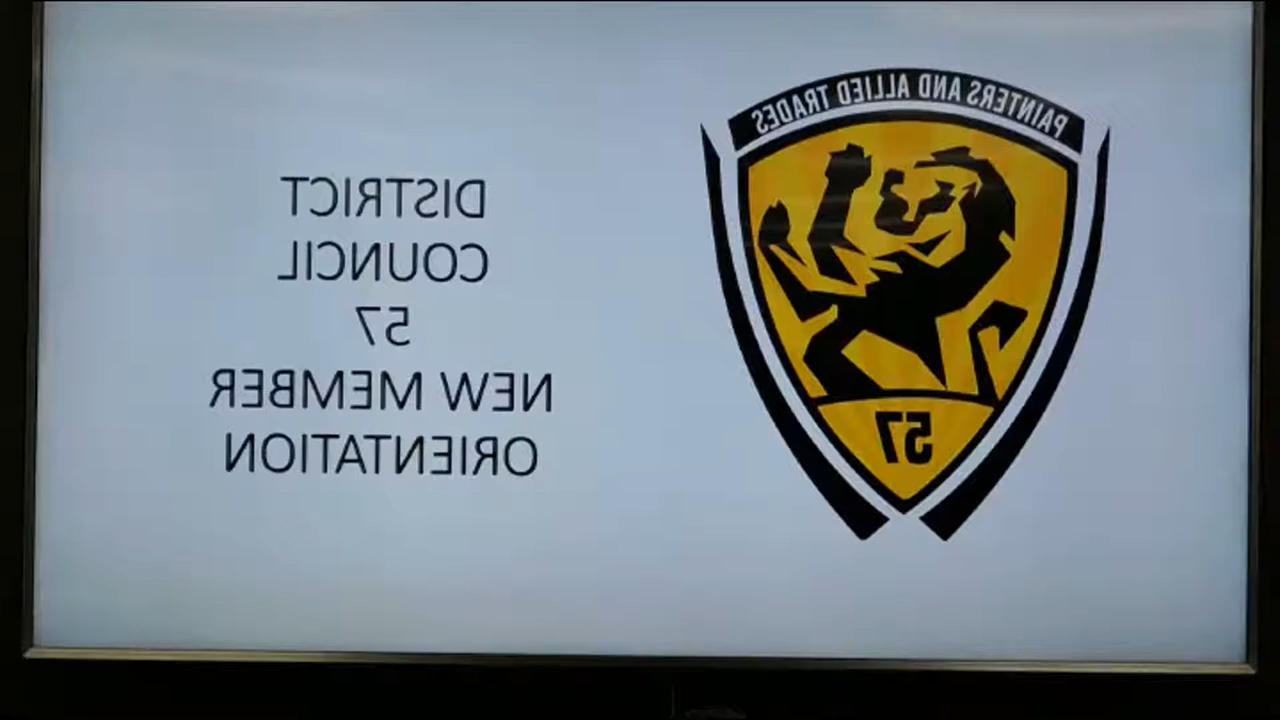 DISTRICT
COUNCIL
57
NEW MEMBER
ORIENTATION
PAINTERS AND ALLIED TRADES
57